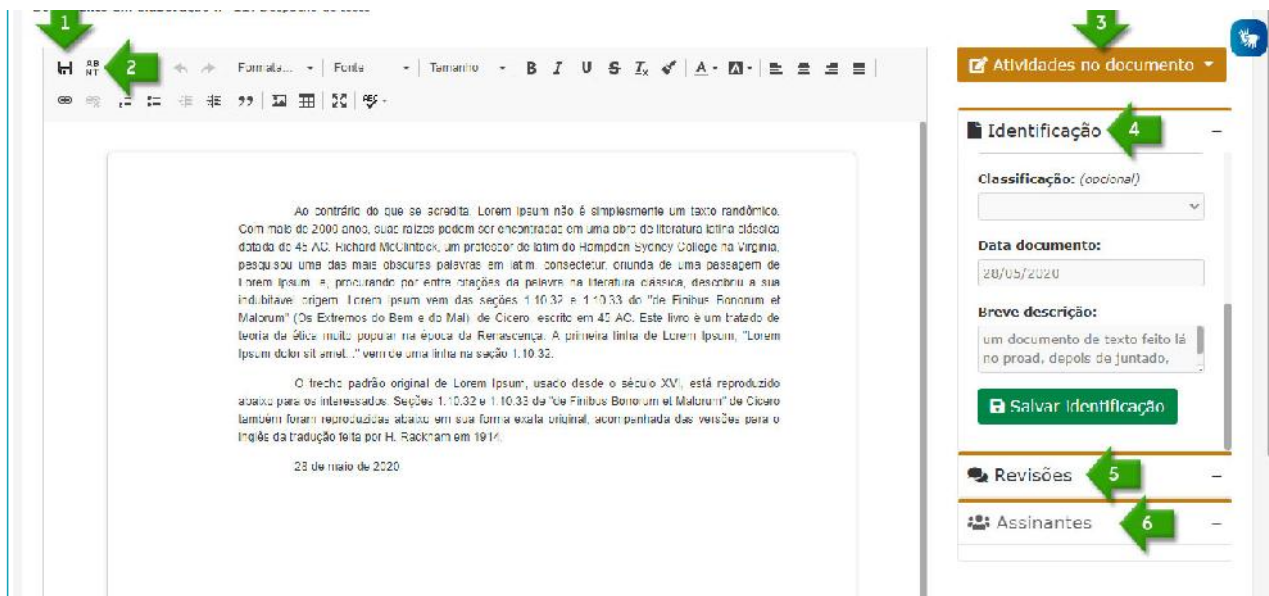 1
3
AB
NT
2
Formata...
Fonte
Tamanho
B I U S Ix A A
ABC
Atividades no documento
Identificação 4
Classificação: (opcional)
Data documento:
28/05/2020
Breve descrição:
um documento de texto feito lá
no proad, depois de juntado,
Salvar Identificação
Revisões 5
Assinantes 6
Ao contrário do que se acredita, Lorem Ipsum não é simplesmente um texto randômico.
Com mais de 2000 anos, suas raízes podem ser encontradas em uma obra de literatura latina clássica
datada de 45 AC. Richard McClintock, um professor de latim do Hampden-Sydney College na Virginia,
pesquisou uma das mais obscuras palavras em latim, consectetur, oriunda de uma passagem de
Lorem Ipsum, e, procurando por entre citações da palavra na literatura clássica, descobriu a sua
indubitável origem. Lorem Ipsum vem das seções 1.10.32 e 1.10.33 do "de Finibus Bonorum et
Malorum" (Os Extremos do Bem e do Mal), de Cícero, escrito em 45 AC. Este livro é um tratado de
teoria da ética muito popular na época da Renascença. A primeira linha de Lorem Ipsum, "Lorem
Ipsum dolor sit amet..." vem de uma linha na seção 1.10.32.
O trecho padrão original de Lorem Ipsum, usado desde o século XVI, está reproduzido
abaixo para os interessados. Seções 1.10.32 e 1.10.33 de "de Finibus Bonorum et Malorum" de Cicero
também foram reproduzidas abaixo em sua forma exata original, acompanhada das versões para o
inglês da tradução feita por H. Rackham em 1914.
28 de maio de 2020